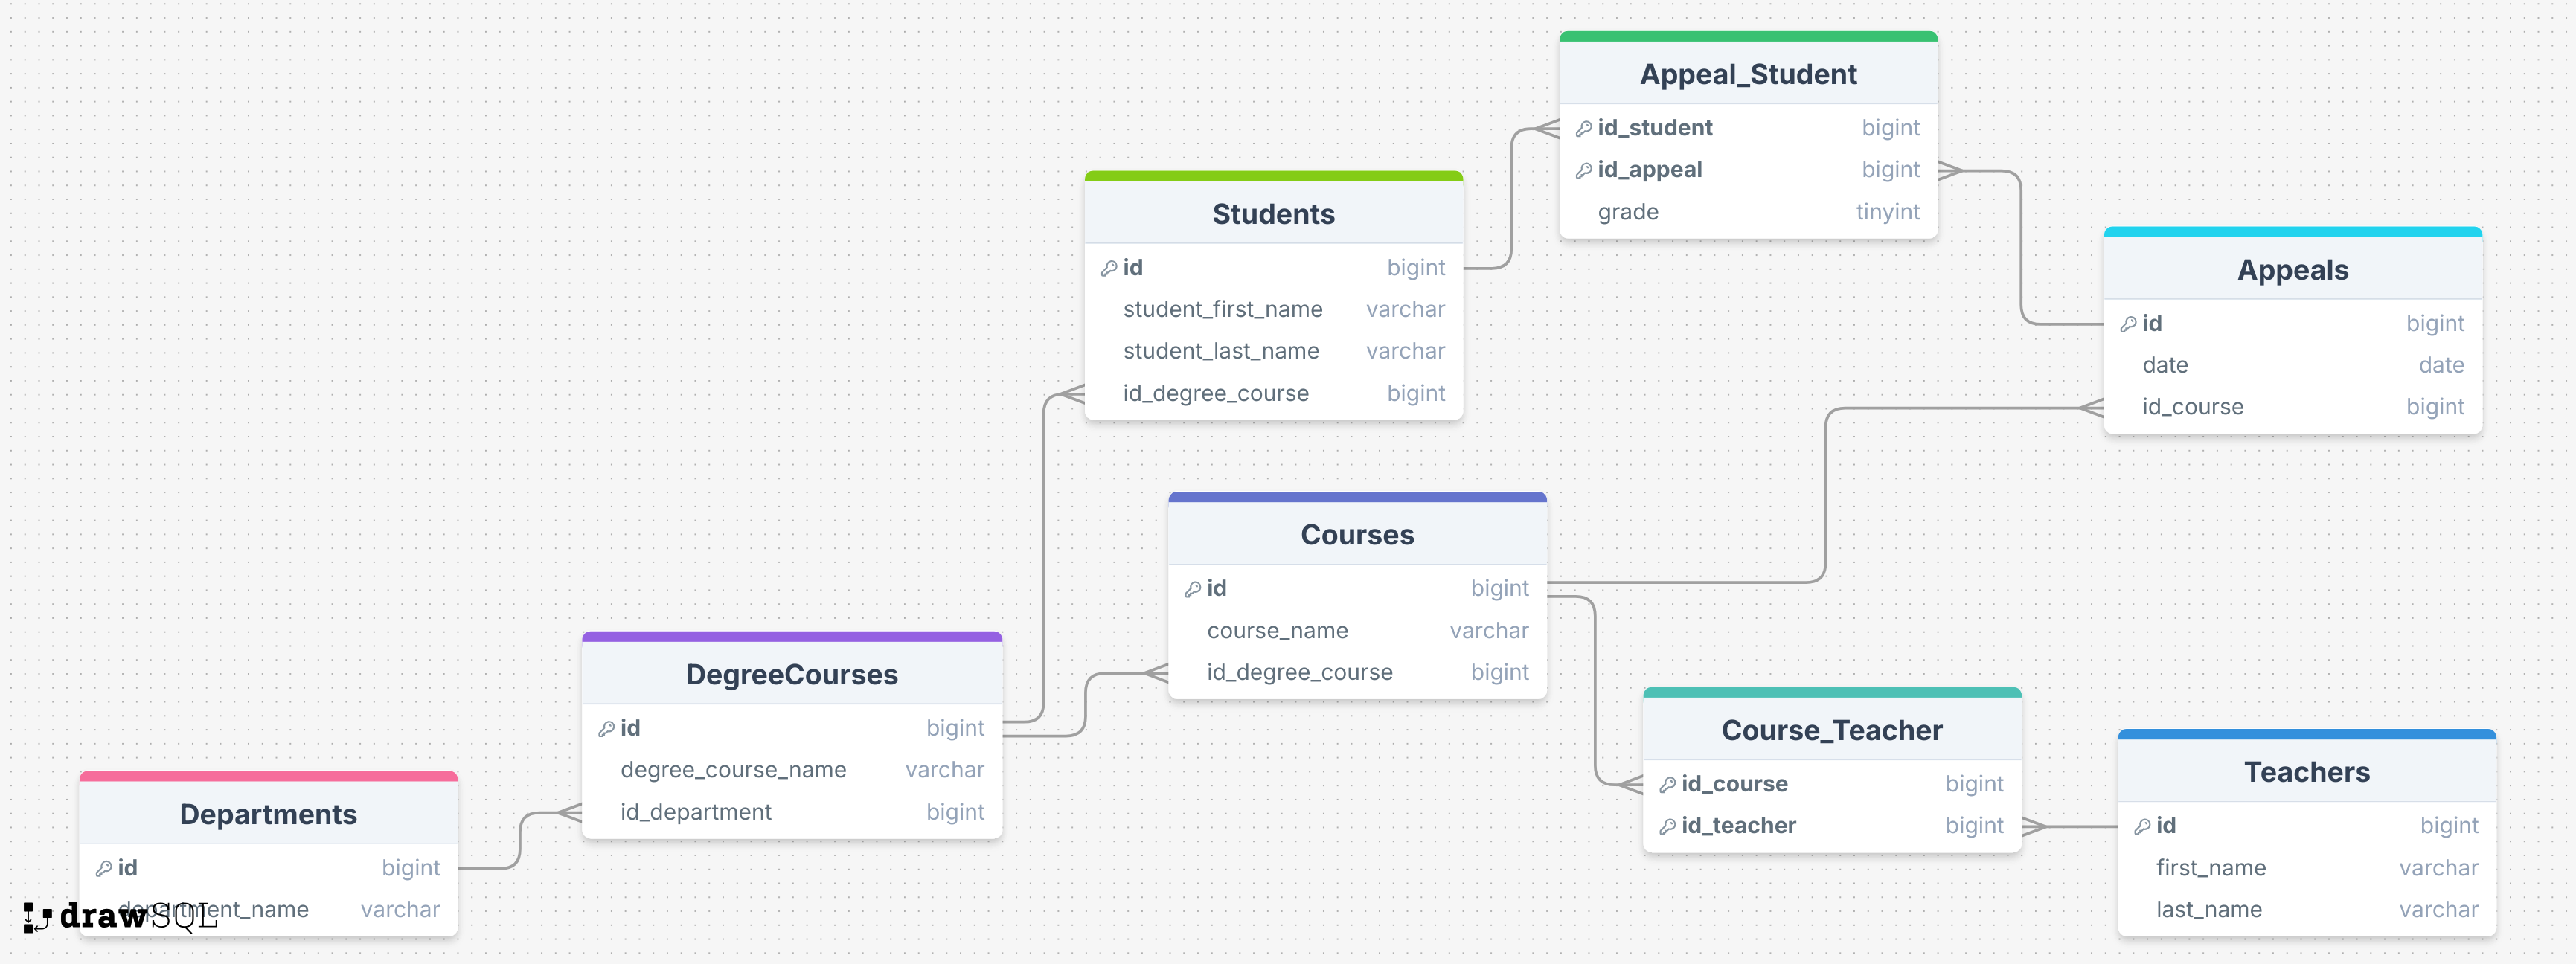 Appeal_Student
id_student bigint
id_appeal bigint
grade tinyint
Students
id bigint
student_first_name varchar
student_last_name varchar
id_degree_course bigint
Appeals
id bigint
date date
id_course bigint
Courses
id bigint
course_name varchar
id_degree_course bigint
DegreeCourses
id bigint
degree_course_name varchar
id_department bigint
Course_Teacher
id_course bigint
id_teacher bigint
Teachers
id bigint
first_name varchar
last_name varchar
Departments
id bigint
department_name varchar
drawSQL